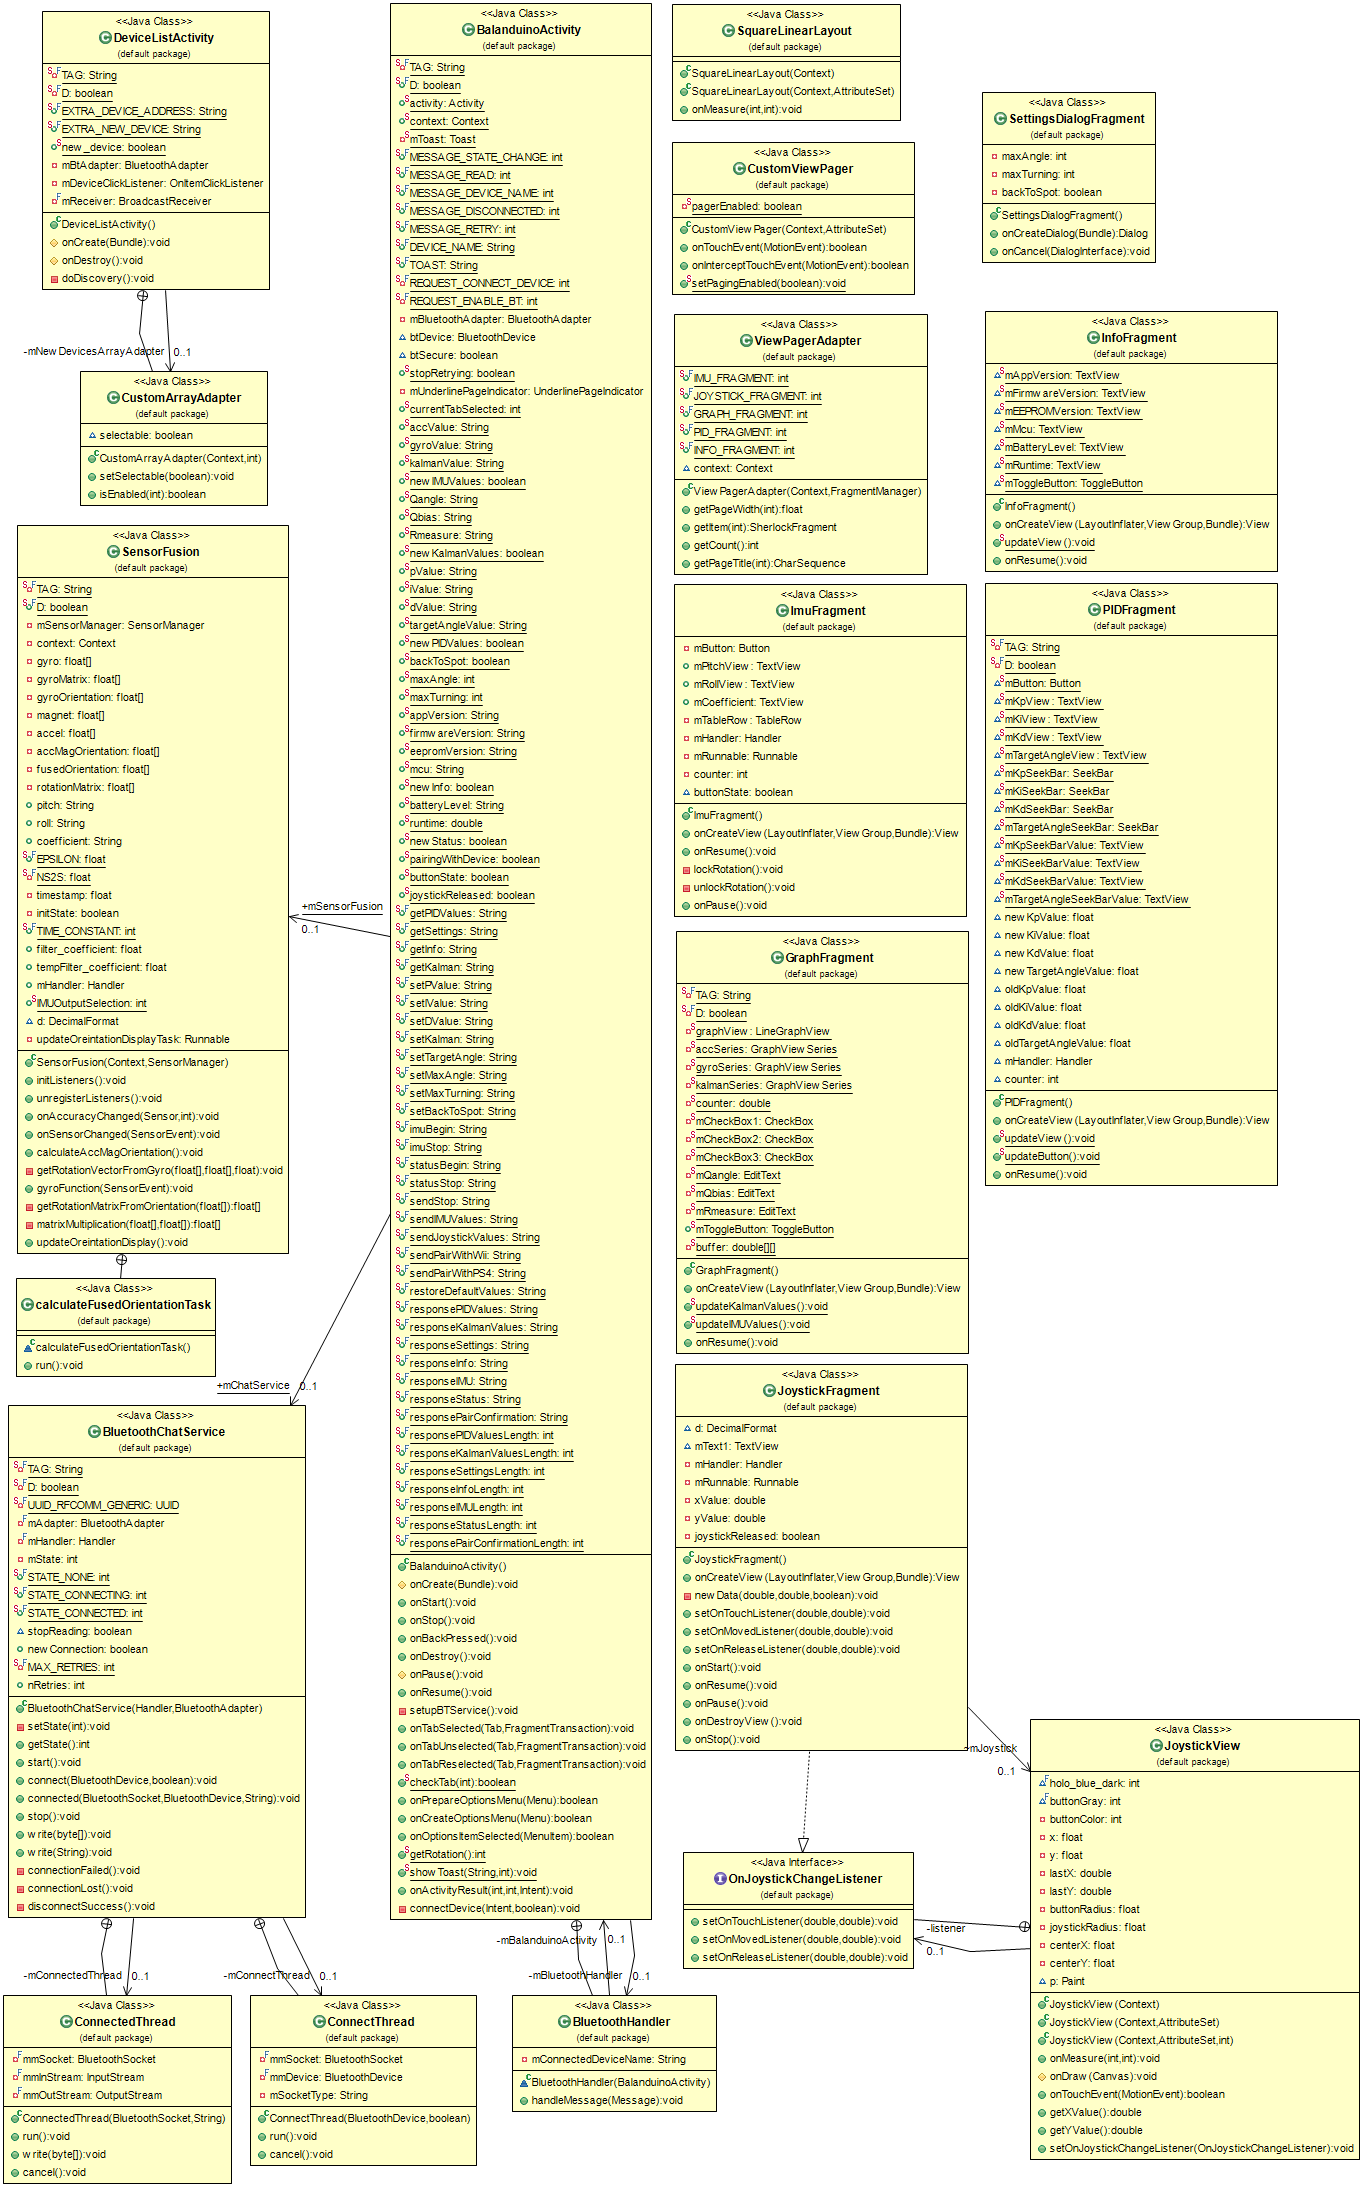 <<Java Class>>
DeviceListActivity
(default package)
TAG: String
D: boolean
EXTRA_DEVICE_ADDRESS: String
EXTRA_NEW_DEVICE: String
new_device: boolean
mBtAdapter: BluetoothAdapter
mDeviceClickListener: OnItemClickListener
mReceiver: BroadcastReceiver
DeviceListActivity()
onCreate(Bundle):void
onDestroy():void
doDiscovery():void
-mNewDevicesArrayAdapter
0..1
<<Java Class>>
CustomArrayAdapter
(default package)
selectable: boolean
CustomArrayAdapter(Context,int)
setSelectable(boolean):void
isEnabled(int):boolean
<<Java Class>>
SensorFusion
(default package)
TAG: String
D: boolean
mSensorManager: SensorManager
context: Context
gyro: float[]
gyroMatrix: float[]
gyroOrientation: float[]
magnet: float[]
accel: float[]
accMagOrientation: float[]
fusedOrientation: float[]
rotationMatrix: float[]
pitch: String
roll: String
coefficient: String
EPSILON: float
NS2S: float
timestamp: float
initState: boolean
TIME_CONSTANT: int
filter_coefficient: float
tempFilter_coefficient: float
mHandler: Handler
IMUOutputSelection: int
d: DecimalFormat
updateOreintationDisplayTask: Runnable
SensorFusion(Context,SensorManager)
initListeners():void
unregisterListeners():void
onAccuracyChanged(Sensor,int):void
onSensorChanged(SensorEvent):void
calculateAccMagOrientation():void
getRotationVectorFromGyro(float[],float[],float):void
gyroFunction(SensorEvent):void
getRotationMatrixFromOrientation(float[]):float[]
matrixMultiplication(float[],float[]):float[]
updateOreintationDisplay():void
+mSensorFusion
0..1
<<Java Class>>
calculateFusedOrientationTask
(default package)
calculateFusedOrientationTask()
run():void
+mChatService
0..1
<<Java Class>>
BluetoothChatService
(default package)
TAG: String
D: boolean
UUID_RFCOMM_GENERIC: UUID
mAdapter: BluetoothAdapter
mHandler: Handler
mState: int
STATE_NONE: int
STATE_CONNECTING: int
STATE_CONNECTED: int
stopReading: boolean
newConnection: boolean
MAX_RETRIES: int
nRetries: int
BluetoothChatService(Handler,BluetoothAdapter)
setState(int):void
getState():int
start():void
connect(BluetoothDevice,boolean):void
connected(BluetoothSocket,BluetoothDevice,String):void
stop():void
write(byte[]):void
write(String):void
connectionFailed():void
connectionLost():void
disconnectSuccess():void
-mConnectedThread
0..1
-mConnectThread
0..1
<<Java Class>>
ConnectedThread
(default package)
mmSocket: BluetoothSocket
mmInStream: InputStream
mmOutStream: OutputStream
ConnectedThread(BluetoothSocket,String)
run():void
write(byte[]):void
cancel():void
<<Java Class>>
ConnectThread
(default package)
mmSocket: BluetoothSocket
mmDevice: BluetoothDevice
mSocketType: String
ConnectThread(BluetoothDevice,boolean)
run():void
cancel():void
<<Java Class>>
BalanduinoActivity
(default package)
TAG: String
D: boolean
activity: Activity
context: Context
mToast: Toast
MESSAGE_STATE_CHANGE: int
MESSAGE_READ: int
MESSAGE_DEVICE_NAME: int
MESSAGE_DISCONNECTED: int
MESSAGE_RETRY: int
DEVICE_NAME: String
TOAST: String
REQUEST_CONNECT_DEVICE: int
REQUEST_ENABLE_BT: int
mBluetoothAdapter: BluetoothAdapter
btDevice: BluetoothDevice
btSecure: boolean
stopRetrying: boolean
mUnderlinePageIndicator: UnderlinePageIndicator
currentTabSelected: int
accValue: String
gyroValue: String
kalmanValue: String
newIMUValues: boolean
Qangle: String
Qbias: String
Rmeasure: String
newKalmanValues: boolean
pValue: String
iValue: String
dValue: String
targetAngleValue: String
newPIDValues: boolean
backToSpot: boolean
maxAngle: int
maxTurning: int
appVersion: String
firmwareVersion: String
eepromVersion: String
mcu: String
newInfo: boolean
batteryLevel: String
runtime: double
newStatus: boolean
pairingWithDevice: boolean
buttonState: boolean
joystickReleased: boolean
getPIDValues: String
getSettings: String
getInfo: String
getKalman: String
setPValue: String
setIValue: String
setDValue: String
setKalman: String
setTargetAngle: String
setMaxAngle: String
setMaxTurning: String
setBackToSpot: String
imuBegin: String
imuStop: String
statusBegin: String
statusStop: String
sendStop: String
sendIMUValues: String
sendJoystickValues: String
sendPairWithWii: String
sendPairWithPS4: String
restoreDefaultValues: String
responsePIDValues: String
responseKalmanValues: String
responseSettings: String
responseInfo: String
responseIMU: String
responseStatus: String
responsePairConfirmation: String
responsePIDValuesLength: int
responseKalmanValuesLength: int
responseSettingsLength: int
responseInfoLength: int
responseIMULength: int
responseStatusLength: int
responsePairConfirmationLength: int
BalanduinoActivity()
onCreate(Bundle):void
onStart():void
onStop():void
onBackPressed():void
onDestroy():void
onPause():void
onResume():void
setupBTService():void
onTabSelected(Tab,FragmentTransaction):void
onTabUnselected(Tab,FragmentTransaction):void
onTabReselected(Tab,FragmentTransaction):void
checkTab(int):boolean
onPrepareOptionsMenu(Menu):boolean
onCreateOptionsMenu(Menu):boolean
onOptionsItemSelected(MenuItem):boolean
getRotation():int
showToast(String,int):void
onActivityResult(int,int,Intent):void
connectDevice(Intent,boolean):void
-mBalanduinoActivity
0..1
-mBluetoothHandler
0..1
<<Java Class>>
BluetoothHandler
(default package)
mConnectedDeviceName: String
BluetoothHandler(BalanduinoActivity)
handleMessage(Message):void
<<Java Class>>
SquareLinearLayout
(default package)
SquareLinearLayout(Context)
SquareLinearLayout(Context,AttributeSet)
onMeasure(int,int):void
<<Java Class>>
CustomViewPager
(default package)
pagerEnabled: boolean
CustomViewPager(Context,AttributeSet)
onTouchEvent(MotionEvent):boolean
onInterceptTouchEvent(MotionEvent):boolean
setPagingEnabled(boolean):void
<<Java Class>>
ViewPagerAdapter
(default package)
IMU_FRAGMENT: int
JOYSTICK_FRAGMENT: int
GRAPH_FRAGMENT: int
PID_FRAGMENT: int
INFO_FRAGMENT: int
context: Context
ViewPagerAdapter(Context,FragmentManager)
getPageWidth(int):float
getItem(int):SherlockFragment
getCount():int
getPageTitle(int):CharSequence
<<Java Class>>
ImuFragment
(default package)
mButton: Button
mPitchView: TextView
mRollView: TextView
mCoefficient: TextView
mTableRow: TableRow
mHandler: Handler
mRunnable: Runnable
counter: int
buttonState: boolean
ImuFragment()
onCreateView(LayoutInflater,ViewGroup,Bundle):View
onResume():void
lockRotation():void
unlockRotation():void
onPause():void
<<Java Class>>
GraphFragment
(default package)
TAG: String
D: boolean
graphView: LineGraphView
accSeries: GraphViewSeries
gyroSeries: GraphViewSeries
kalmanSeries: GraphViewSeries
counter: double
mCheckBox1: CheckBox
mCheckBox2: CheckBox
mCheckBox3: CheckBox
mQangle: EditText
mQbias: EditText
mRmeasure: EditText
mToggleButton: ToggleButton
buffer: double[][]
GraphFragment()
onCreateView(LayoutInflater,ViewGroup,Bundle):View
updateKalmanValues():void
updateIMUValues():void
onResume():void
<<Java Class>>
JoystickFragment
(default package)
d: DecimalFormat
mText1: TextView
mHandler: Handler
mRunnable: Runnable
xValue: double
yValue: double
joystickReleased: boolean
JoystickFragment()
onCreateView(LayoutInflater,ViewGroup,Bundle):View
newData(double,double,boolean):void
setOnTouchListener(double,double):void
setOnMovedListener(double,double):void
setOnReleaseListener(double,double):void
onStart():void
onResume():void
onPause():void
onDestroyView():void
onStop():void
~mJoystick
0..1
<<Java Interface>>
OnJoystickChangeListener
(default package)
setOnTouchListener(double,double):void
setOnMovedListener(double,double):void
setOnReleaseListener(double,double):void
-listener
0..1
<<Java Class>>
SettingsDialogFragment
(default package)
maxAngle: int
maxTurning: int
backToSpot: boolean
SettingsDialogFragment()
onCreateDialog(Bundle):Dialog
onCancel(DialogInterface):void
<<Java Class>>
InfoFragment
(default package)
mAppVersion: TextView
mFirmwareVersion: TextView
mEEPROMVersion: TextView
mMcu: TextView
mBatteryLevel: TextView
mRuntime: TextView
mToggleButton: ToggleButton
InfoFragment()
onCreateView(LayoutInflater,ViewGroup,Bundle):View
updateView():void
onResume():void
<<Java Class>>
PIDFragment
(default package)
TAG: String
D: boolean
mButton: Button
mKpView: TextView
mKiView: TextView
mKdView: TextView
mTargetAngleView: TextView
mKpSeekBar: SeekBar
mKiSeekBar: SeekBar
mKdSeekBar: SeekBar
mTargetAngleSeekBar: SeekBar
mKpSeekBarValue: TextView
mKiSeekBarValue: TextView
mKdSeekBarValue: TextView
mTargetAngleSeekBarValue: TextView
newKpValue: float
newKiValue: float
newKdValue: float
newTargetAngleValue: float
oldKpValue: float
oldKiValue: float
oldKdValue: float
oldTargetAngleValue: float
mHandler: Handler
counter: int
PIDFragment()
onCreateView(LayoutInflater,ViewGroup,Bundle):View
updateView():void
updateButton():void
onResume():void
<<Java Class>>
JoystickView
(default package)
holo_blue_dark: int
buttonGray: int
buttonColor: int
x: float
y: float
lastX: double
lastY: double
buttonRadius: float
joystickRadius: float
centerX: float
centerY: float
p: Paint
JoystickView(Context)
JoystickView(Context,AttributeSet)
JoystickView(Context,AttributeSet,int)
onMeasure(int,int):void
onDraw(Canvas):void
onTouchEvent(MotionEvent):boolean
getXValue():double
getYValue():double
setOnJoystickChangeListener(OnJoystickChangeListener):void